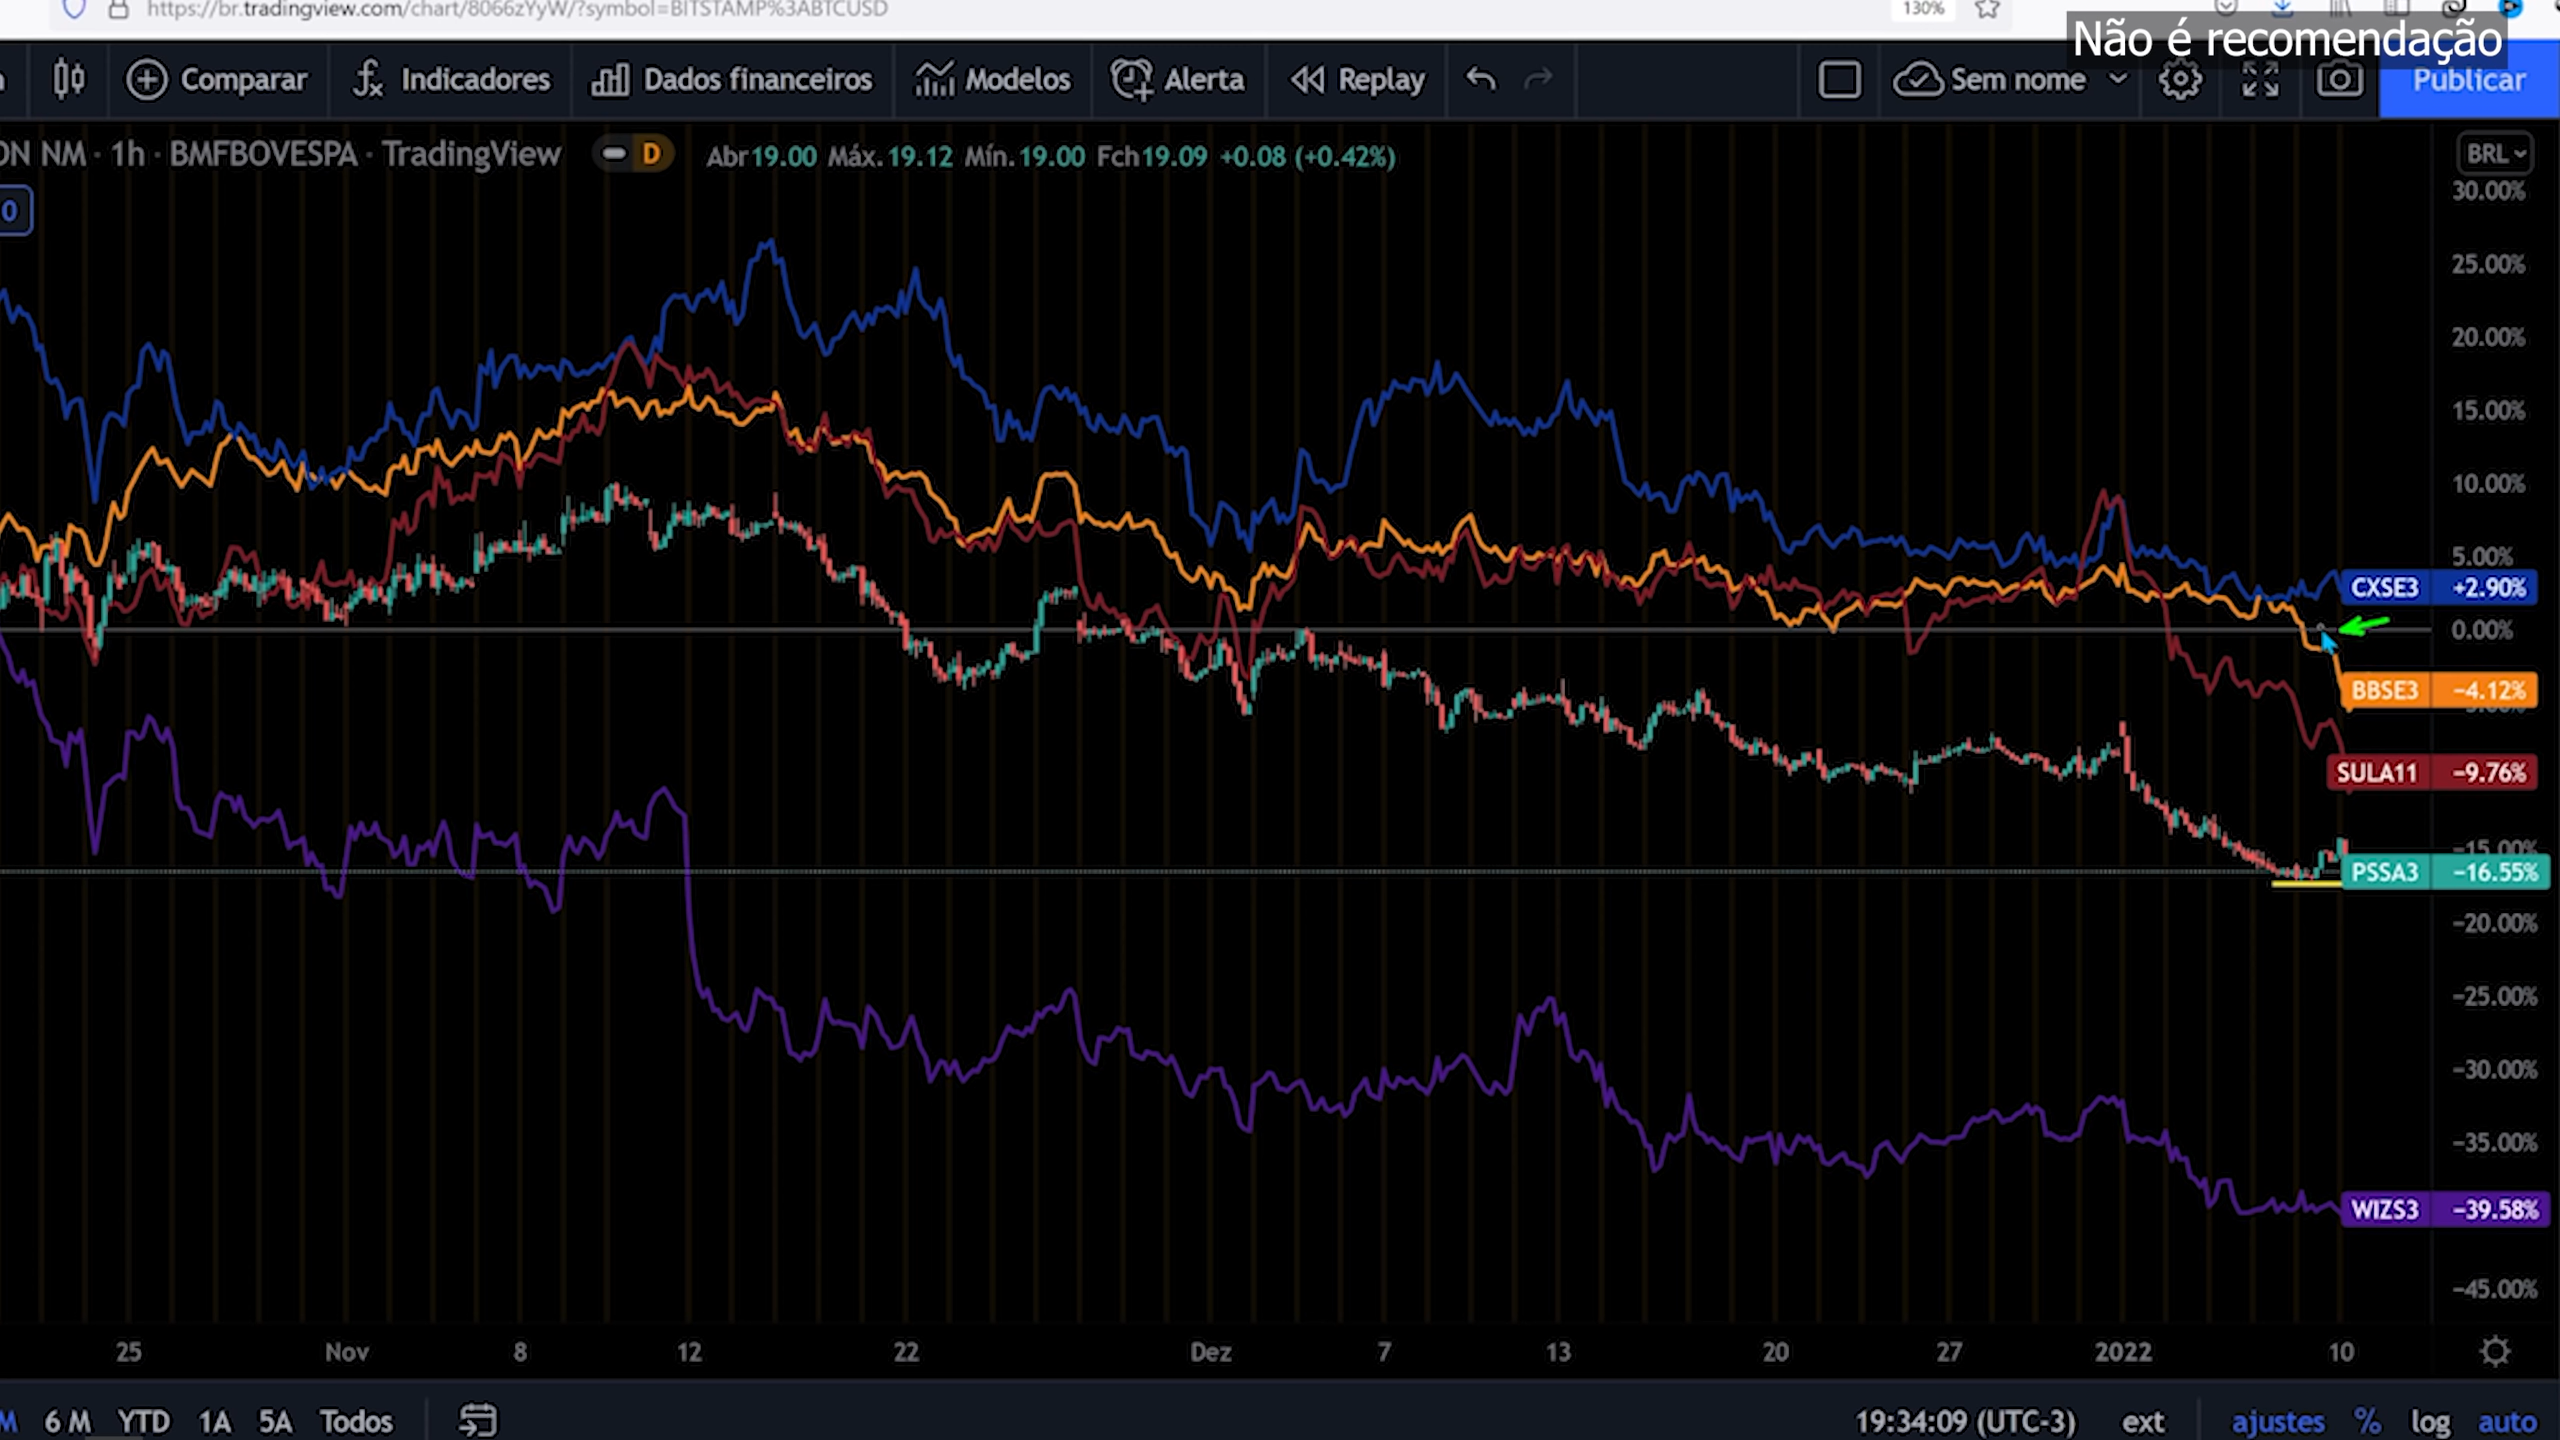 https://br.tradingview.com/chart/8066zYyW/?symbol=BITSTAMP%3ABTCUSD
130%
Não é recomendação
Comparar
Indicadores
Dados financeiros
Modelos
Alerta
Replay
Sem nome
Publicar
ON NM · 1h · BMFBOVESPA · TradingView
D
Abr19.00 Máx.19.12 Mín.19.00 Fch19.09 +0.08 (+0.42%)
BRL
0
30.00%
25.00%
20.00%
15.00%
10.00%
5.00%
CXSE3 +2.90%
0.00%
BBSE3 −4.12%
SULA11 −9.76%
−15.00%
PSSA3 −16.55%
−20.00%
−25.00%
−30.00%
−35.00%
WIZS3 −39.58%
−45.00%
25 Nov 8 12 22 Dez 7 13 20 27 2022 10
M 6 M YTD 1A 5A Todos
19:34:09 (UTC-3) ext ajustes % log auto